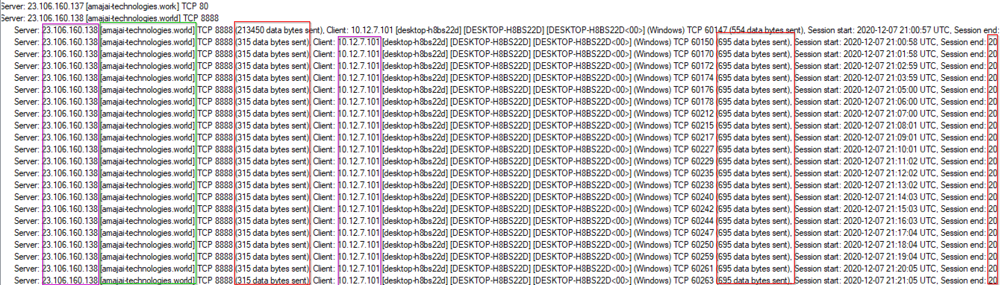 Server: 23.106.160.137 [amajai-technologies.work] TCP 80
Server: 23.106.160.138 [amajai-technologies.world] TCP 8888
Server: 23.106.160.138 [amajai-technologies.world] TCP 8888 (213450 data bytes sent), Client: 10.12.7.101 [desktop-h8bs22d] [DESKTOP-H8BS22D] [DESKTOP-H8BS22D<00>] (Windows) TCP 60147 (554 data bytes sent), Session start: 2020-12-07 21:00:57 UTC, Session end:
Server: 23.106.160.138 [amajai-technologies.world] TCP 8888 (315 data bytes sent), Client: 10.12.7.101 [desktop-h8bs22d] [DESKTOP-H8BS22D] [DESKTOP-H8BS22D<00>] (Windows) TCP 60150 (695 data bytes sent), Session start: 2020-12-07 21:00:58 UTC, Session end: 20
Server: 23.106.160.138 [amajai-technologies.world] TCP 8888 (315 data bytes sent), Client: 10.12.7.101 [desktop-h8bs22d] [DESKTOP-H8BS22D] [DESKTOP-H8BS22D<00>] (Windows) TCP 60170 (695 data bytes sent), Session start: 2020-12-07 21:01:58 UTC, Session end: 20
Server: 23.106.160.138 [amajai-technologies.world] TCP 8888 (315 data bytes sent), Client: 10.12.7.101 [desktop-h8bs22d] [DESKTOP-H8BS22D] [DESKTOP-H8BS22D<00>] (Windows) TCP 60172 (695 data bytes sent), Session start: 2020-12-07 21:02:59 UTC, Session end: 20
Server: 23.106.160.138 [amajai-technologies.world] TCP 8888 (315 data bytes sent), Client: 10.12.7.101 [desktop-h8bs22d] [DESKTOP-H8BS22D] [DESKTOP-H8BS22D<00>] (Windows) TCP 60174 (695 data bytes sent), Session start: 2020-12-07 21:03:59 UTC, Session end: 20
Server: 23.106.160.138 [amajai-technologies.world] TCP 8888 (315 data bytes sent), Client: 10.12.7.101 [desktop-h8bs22d] [DESKTOP-H8BS22D] [DESKTOP-H8BS22D<00>] (Windows) TCP 60176 (695 data bytes sent), Session start: 2020-12-07 21:05:00 UTC, Session end: 20
Server: 23.106.160.138 [amajai-technologies.world] TCP 8888 (315 data bytes sent), Client: 10.12.7.101 [desktop-h8bs22d] [DESKTOP-H8BS22D] [DESKTOP-H8BS22D<00>] (Windows) TCP 60178 (695 data bytes sent), Session start: 2020-12-07 21:06:00 UTC, Session end: 20
Server: 23.106.160.138 [amajai-technologies.world] TCP 8888 (315 data bytes sent), Client: 10.12.7.101 [desktop-h8bs22d] [DESKTOP-H8BS22D] [DESKTOP-H8BS22D<00>] (Windows) TCP 60212 (695 data bytes sent), Session start: 2020-12-07 21:07:00 UTC, Session end: 20
Server: 23.106.160.138 [amajai-technologies.world] TCP 8888 (315 data bytes sent), Client: 10.12.7.101 [desktop-h8bs22d] [DESKTOP-H8BS22D] [DESKTOP-H8BS22D<00>] (Windows) TCP 60215 (695 data bytes sent), Session start: 2020-12-07 21:08:01 UTC, Session end: 20
Server: 23.106.160.138 [amajai-technologies.world] TCP 8888 (315 data bytes sent), Client: 10.12.7.101 [desktop-h8bs22d] [DESKTOP-H8BS22D] [DESKTOP-H8BS22D<00>] (Windows) TCP 60217 (695 data bytes sent), Session start: 2020-12-07 21:09:01 UTC, Session end: 20
Server: 23.106.160.138 [amajai-technologies.world] TCP 8888 (315 data bytes sent), Client: 10.12.7.101 [desktop-h8bs22d] [DESKTOP-H8BS22D] [DESKTOP-H8BS22D<00>] (Windows) TCP 60227 (695 data bytes sent), Session start: 2020-12-07 21:10:01 UTC, Session end: 20
Server: 23.106.160.138 [amajai-technologies.world] TCP 8888 (315 data bytes sent), Client: 10.12.7.101 [desktop-h8bs22d] [DESKTOP-H8BS22D] [DESKTOP-H8BS22D<00>] (Windows) TCP 60229 (695 data bytes sent), Session start: 2020-12-07 21:11:02 UTC, Session end: 20
Server: 23.106.160.138 [amajai-technologies.world] TCP 8888 (315 data bytes sent), Client: 10.12.7.101 [desktop-h8bs22d] [DESKTOP-H8BS22D] [DESKTOP-H8BS22D<00>] (Windows) TCP 60235 (695 data bytes sent), Session start: 2020-12-07 21:12:02 UTC, Session end: 20
Server: 23.106.160.138 [amajai-technologies.world] TCP 8888 (315 data bytes sent), Client: 10.12.7.101 [desktop-h8bs22d] [DESKTOP-H8BS22D] [DESKTOP-H8BS22D<00>] (Windows) TCP 60238 (695 data bytes sent), Session start: 2020-12-07 21:13:02 UTC, Session end: 20
Server: 23.106.160.138 [amajai-technologies.world] TCP 8888 (315 data bytes sent), Client: 10.12.7.101 [desktop-h8bs22d] [DESKTOP-H8BS22D] [DESKTOP-H8BS22D<00>] (Windows) TCP 60240 (695 data bytes sent), Session start: 2020-12-07 21:14:03 UTC, Session end: 20
Server: 23.106.160.138 [amajai-technologies.world] TCP 8888 (315 data bytes sent), Client: 10.12.7.101 [desktop-h8bs22d] [DESKTOP-H8BS22D] [DESKTOP-H8BS22D<00>] (Windows) TCP 60242 (695 data bytes sent), Session start: 2020-12-07 21:15:03 UTC, Session end: 20
Server: 23.106.160.138 [amajai-technologies.world] TCP 8888 (315 data bytes sent), Client: 10.12.7.101 [desktop-h8bs22d] [DESKTOP-H8BS22D] [DESKTOP-H8BS22D<00>] (Windows) TCP 60244 (695 data bytes sent), Session start: 2020-12-07 21:16:03 UTC, Session end: 20
Server: 23.106.160.138 [amajai-technologies.world] TCP 8888 (315 data bytes sent), Client: 10.12.7.101 [desktop-h8bs22d] [DESKTOP-H8BS22D] [DESKTOP-H8BS22D<00>] (Windows) TCP 60247 (695 data bytes sent), Session start: 2020-12-07 21:17:04 UTC, Session end: 20
Server: 23.106.160.138 [amajai-technologies.world] TCP 8888 (315 data bytes sent), Client: 10.12.7.101 [desktop-h8bs22d] [DESKTOP-H8BS22D] [DESKTOP-H8BS22D<00>] (Windows) TCP 60250 (695 data bytes sent), Session start: 2020-12-07 21:18:04 UTC, Session end: 20
Server: 23.106.160.138 [amajai-technologies.world] TCP 8888 (315 data bytes sent), Client: 10.12.7.101 [desktop-h8bs22d] [DESKTOP-H8BS22D] [DESKTOP-H8BS22D<00>] (Windows) TCP 60259 (695 data bytes sent), Session start: 2020-12-07 21:19:04 UTC, Session end: 20
Server: 23.106.160.138 [amajai-technologies.world] TCP 8888 (315 data bytes sent), Client: 10.12.7.101 [desktop-h8bs22d] [DESKTOP-H8BS22D] [DESKTOP-H8BS22D<00>] (Windows) TCP 60261 (695 data bytes sent), Session start: 2020-12-07 21:20:05 UTC, Session end: 20
Server: 23.106.160.138 [amajai-technologies.world] TCP 8888 (315 data bytes sent), Client: 10.12.7.101 [desktop-h8bs22d] [DESKTOP-H8BS22D] [DESKTOP-H8BS22D<00>] (Windows) TCP 60263 (695 data bytes sent), Session start: 2020-12-07 21:21:05 UTC, Session end: 20